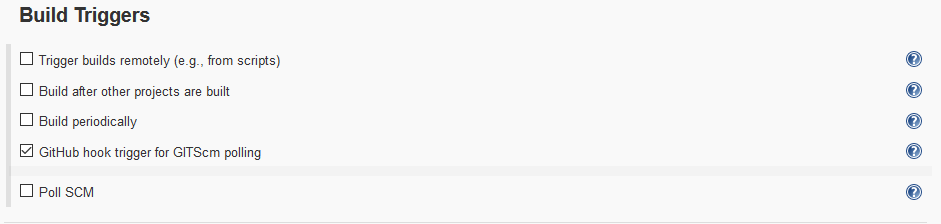 Build Triggers
Trigger builds remotely (e.g., from scripts)
Build after other projects are built
Build periodically
GitHub hook trigger for GITScm polling
Poll SCM